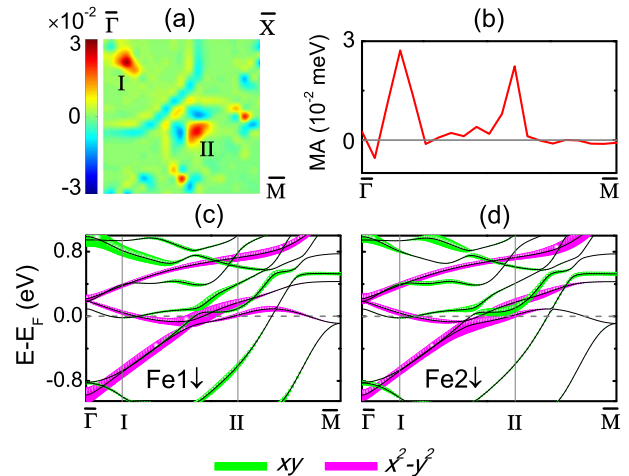 (a)
(b)
×10⁻²
Γ̄
X̄
3
0
-3
I
II
M̄
MA (10⁻² meV)
3
0
Γ̄
M̄
(c)
(d)
E-E_F (eV)
0.8
0.0
-0.8
Fe1↓
Fe2↓
Γ̄
I
II
M̄
Γ̄
I
II
M̄
xy
x²-y²